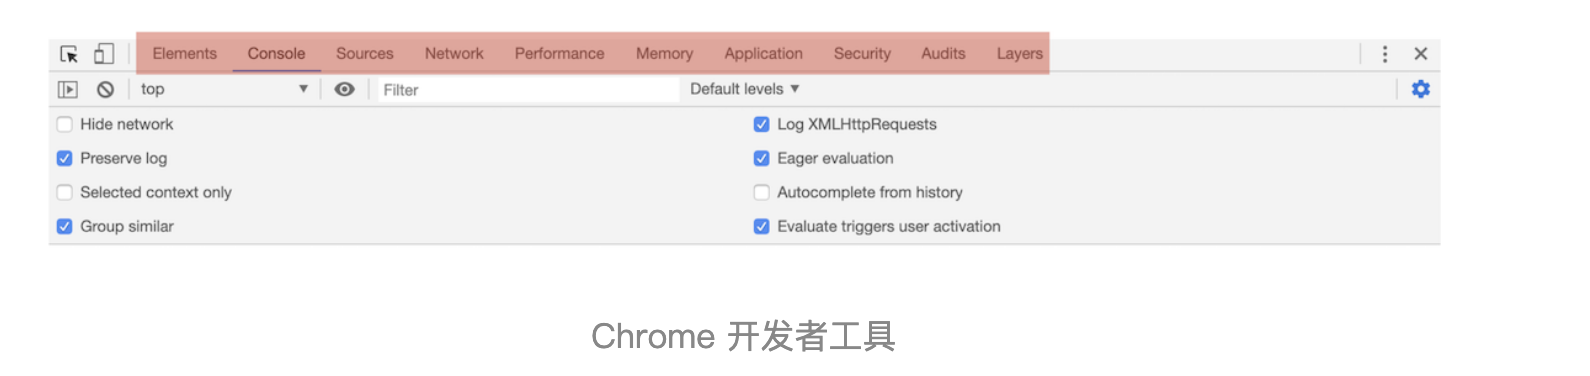 Elements Console Sources Network Performance Memory Application Security Audits Layers
top Filter Default levels
Hide network Log XMLHttpRequests
Preserve log Eager evaluation
Selected context only Autocomplete from history
Group similar Evaluate triggers user activation
Chrome 开发者工具